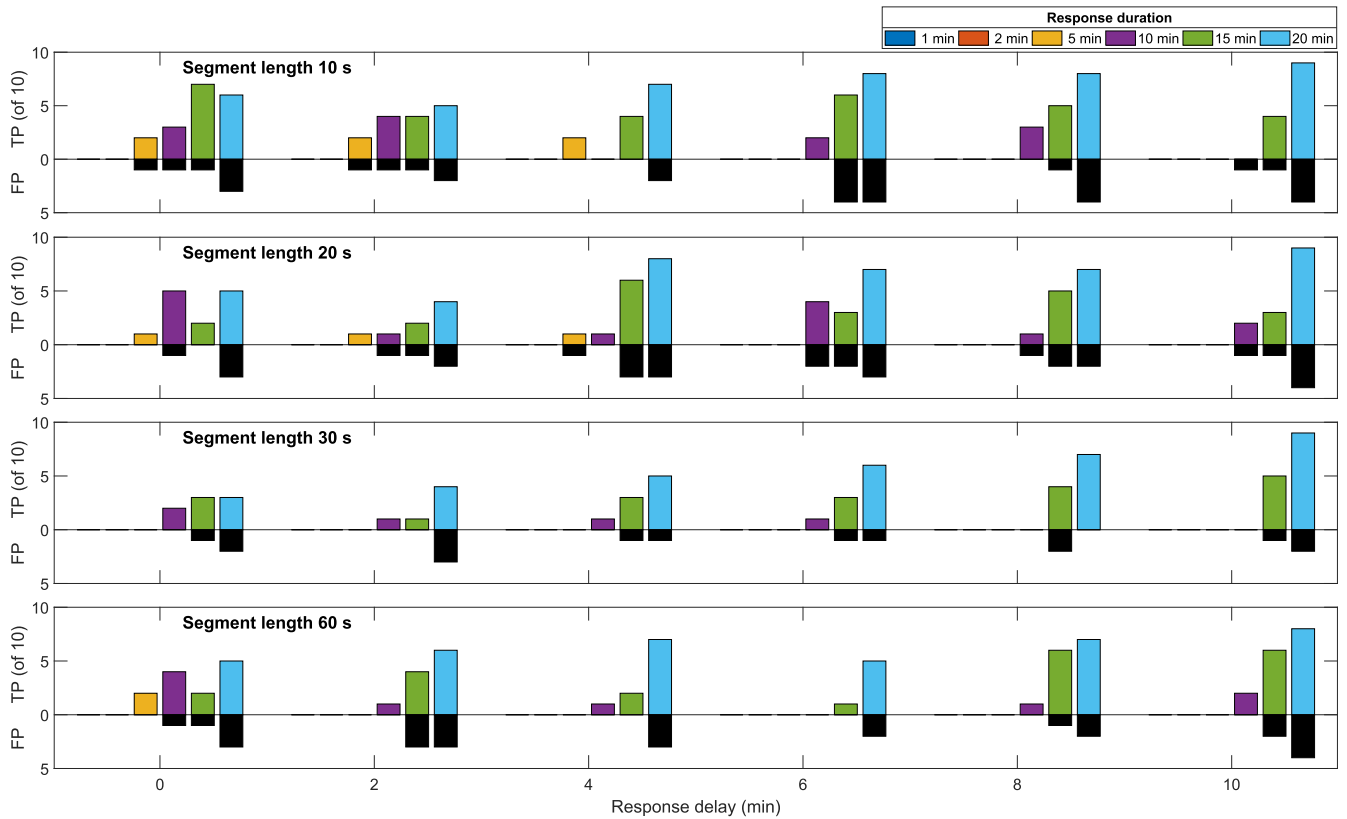 Response duration
1 min 2 min 5 min 10 min 15 min 20 min
Segment length 10 s
10
5
0
5
TP (of 10)
FP
Segment length 20 s
10
5
0
5
TP (of 10)
FP
Segment length 30 s
10
5
0
5
TP (of 10)
FP
Segment length 60 s
10
5
0
5
TP (of 10)
FP
0 2 4 6 8 10
Response delay (min)